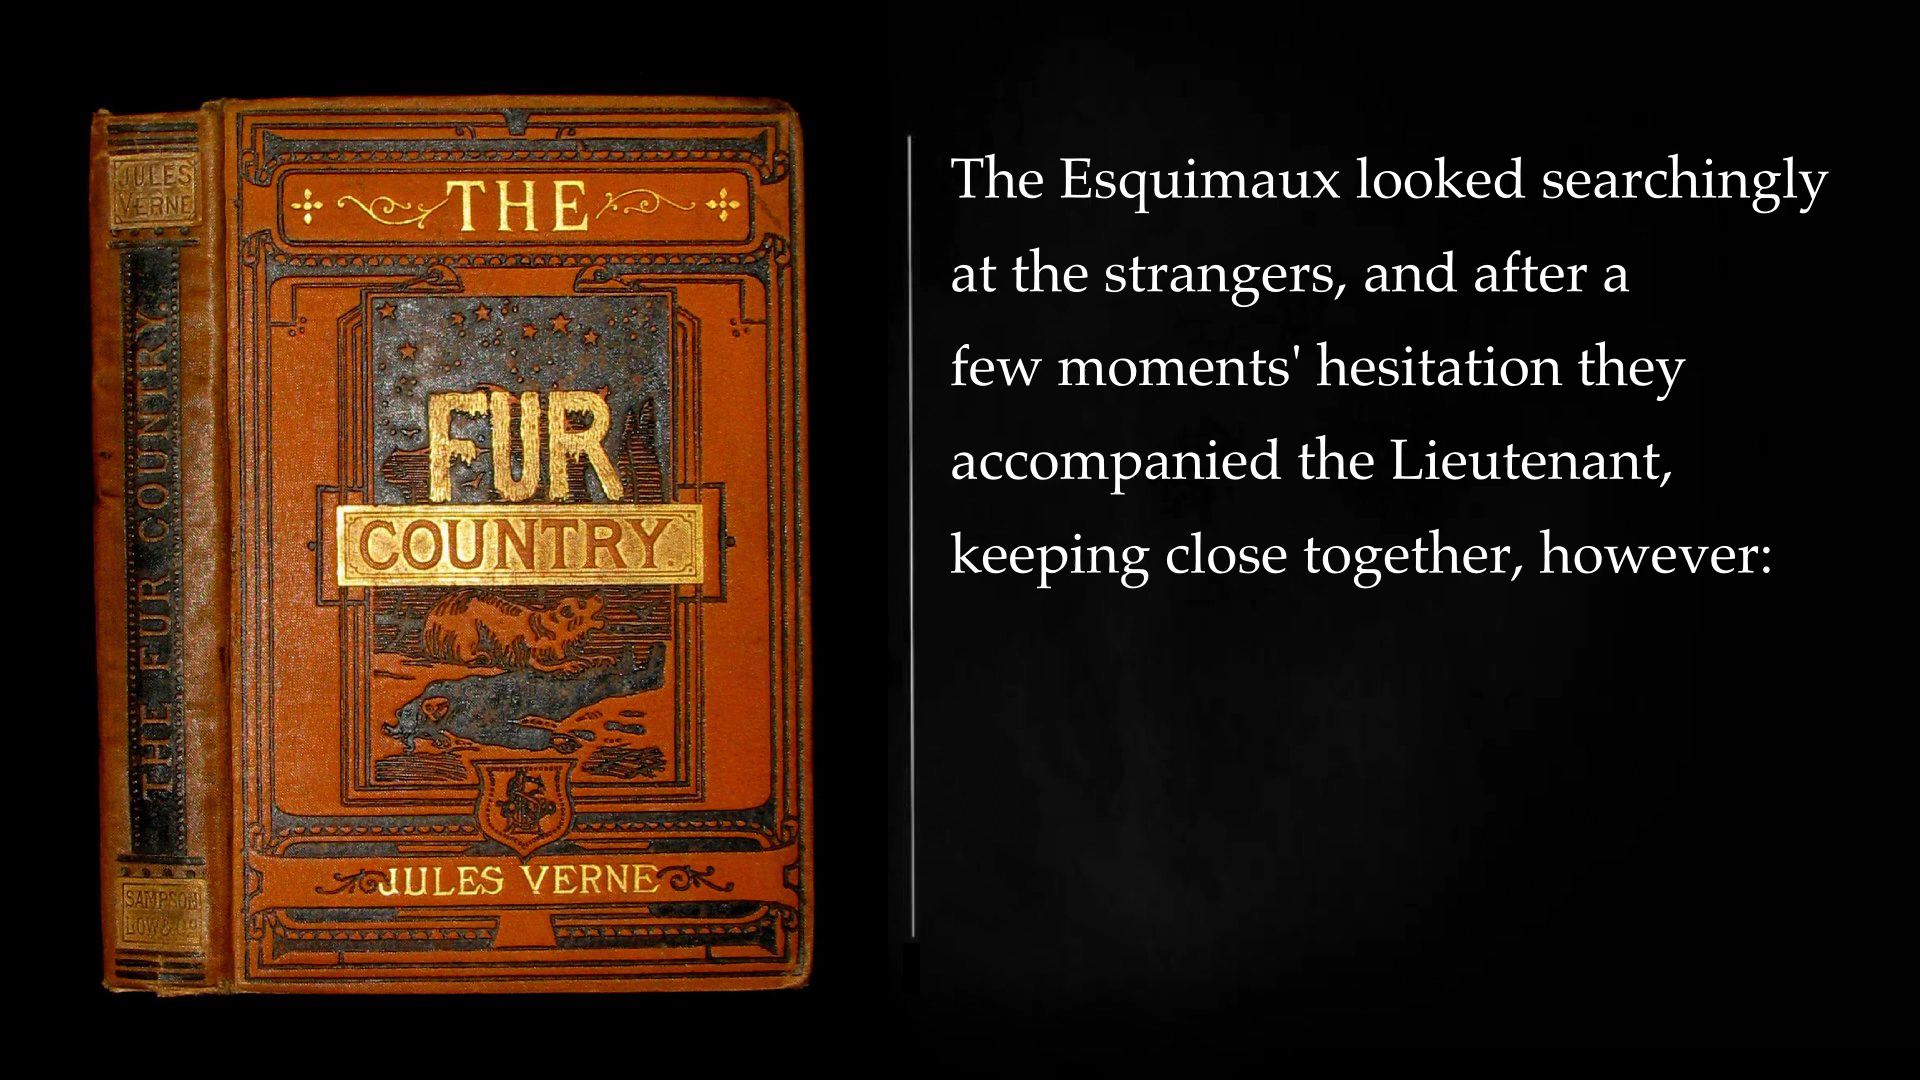 JULES
VERNE
THE FUR COUNTRY.
SAMPSON
LOW & Co
THE
FUR
COUNTRY.
JULES VERNE
The Esquimaux looked searchingly
at the strangers, and after a
few moments' hesitation they
accompanied the Lieutenant,
keeping close together, however: